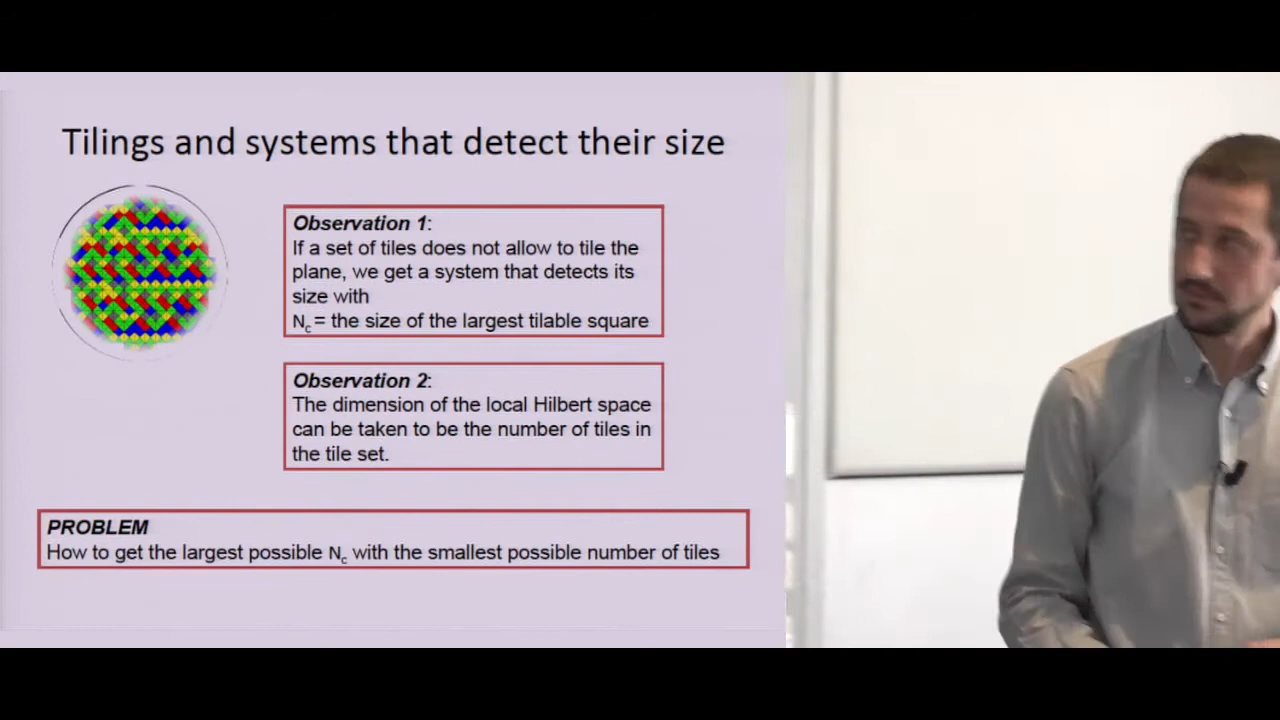 Tilings and systems that detect their size
Observation 1:
If a set of tiles does not allow to tile the
plane, we get a system that detects its
size with
Nc = the size of the largest tilable square
Observation 2:
The dimension of the local Hilbert space
can be taken to be the number of tiles in
the tile set.
PROBLEM
How to get the largest possible Nc with the smallest possible number of tiles